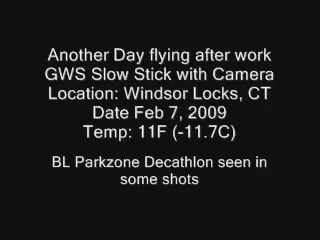 Another Day flying after work
GWS Slow Stick with Camera
Location: Windsor Locks, CT
Date Feb 7, 2009
Temp: 11F (-11.7C)
BL Parkzone Decathlon seen in
some shots